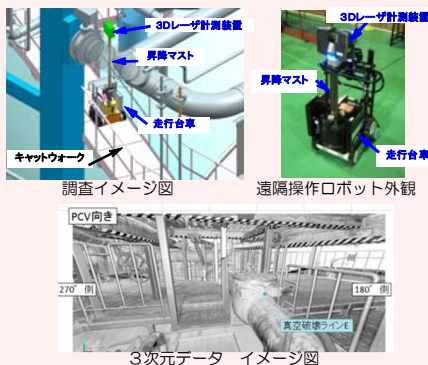 3Dレーザ計測装置
昇降マスト
走行台車
キャットウォーク
調査イメージ図
3Dレーザ計測装置
昇降マスト
走行台車
遠隔操作ロボット外観
PCV向き
270°側
180°側
真空破壊ラインE
3次元データ イメージ図